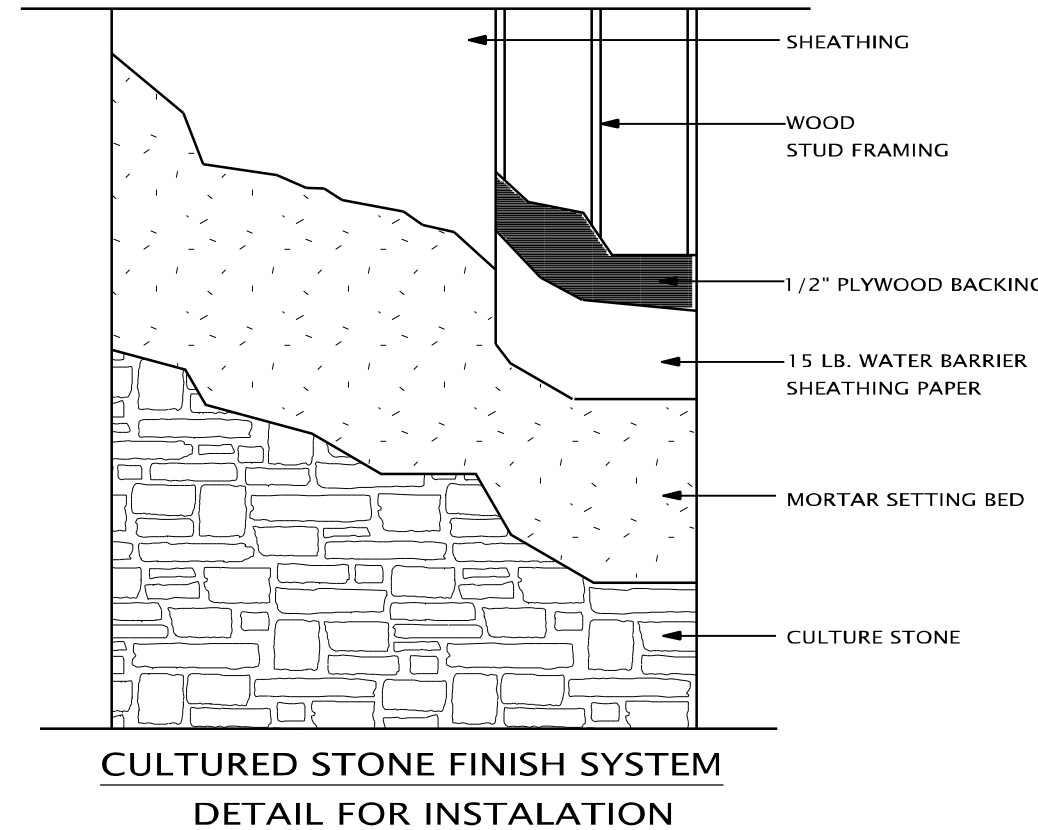 SHEATHING
WOOD
STUD FRAMING
1/2" PLYWOOD BACKING
15 LB. WATER BARRIER
SHEATHING PAPER
MORTAR SETTING BED
CULTURE STONE
CULTURED STONE FINISH SYSTEM
DETAIL FOR INSTALATION